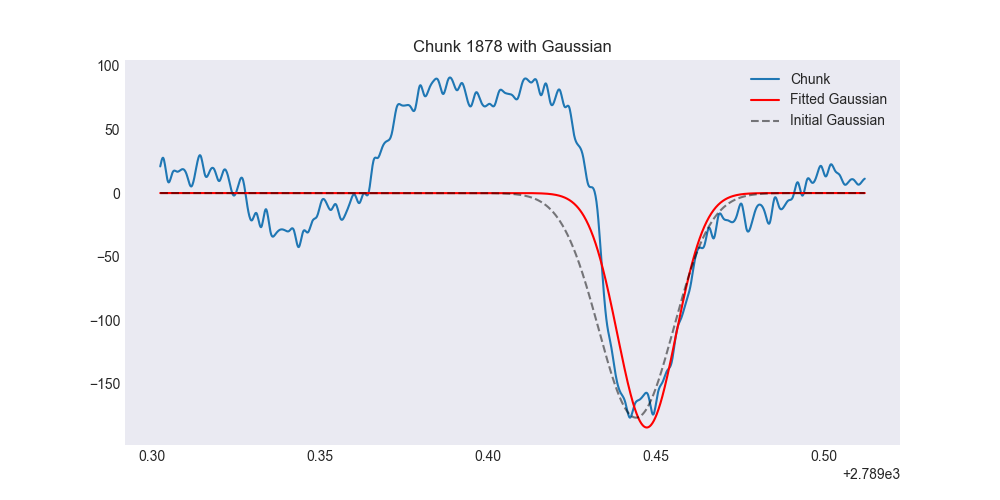 Chunk 1878 with Gaussian
100
50
0
−50
−100
−150
Chunk
Fitted Gaussian
Initial Gaussian
0.30 0.35 0.40 0.45 0.50
+2.789e3